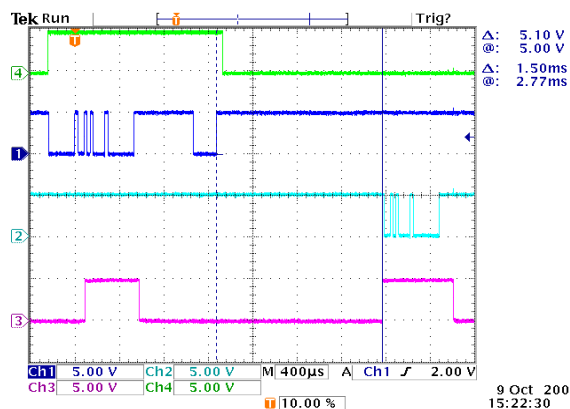 Tek Run Trig?
T
T
Δ: 5.10 V
@: 5.00 V
Δ: 1.50ms
@: 2.77ms
4
1
2
3
Ch1 5.00 V Ch2 5.00 V M 400µs A Ch1 2.00 V
Ch3 5.00 V Ch4 5.00 V
T 10.00 %
9 Oct 200
15:22:30